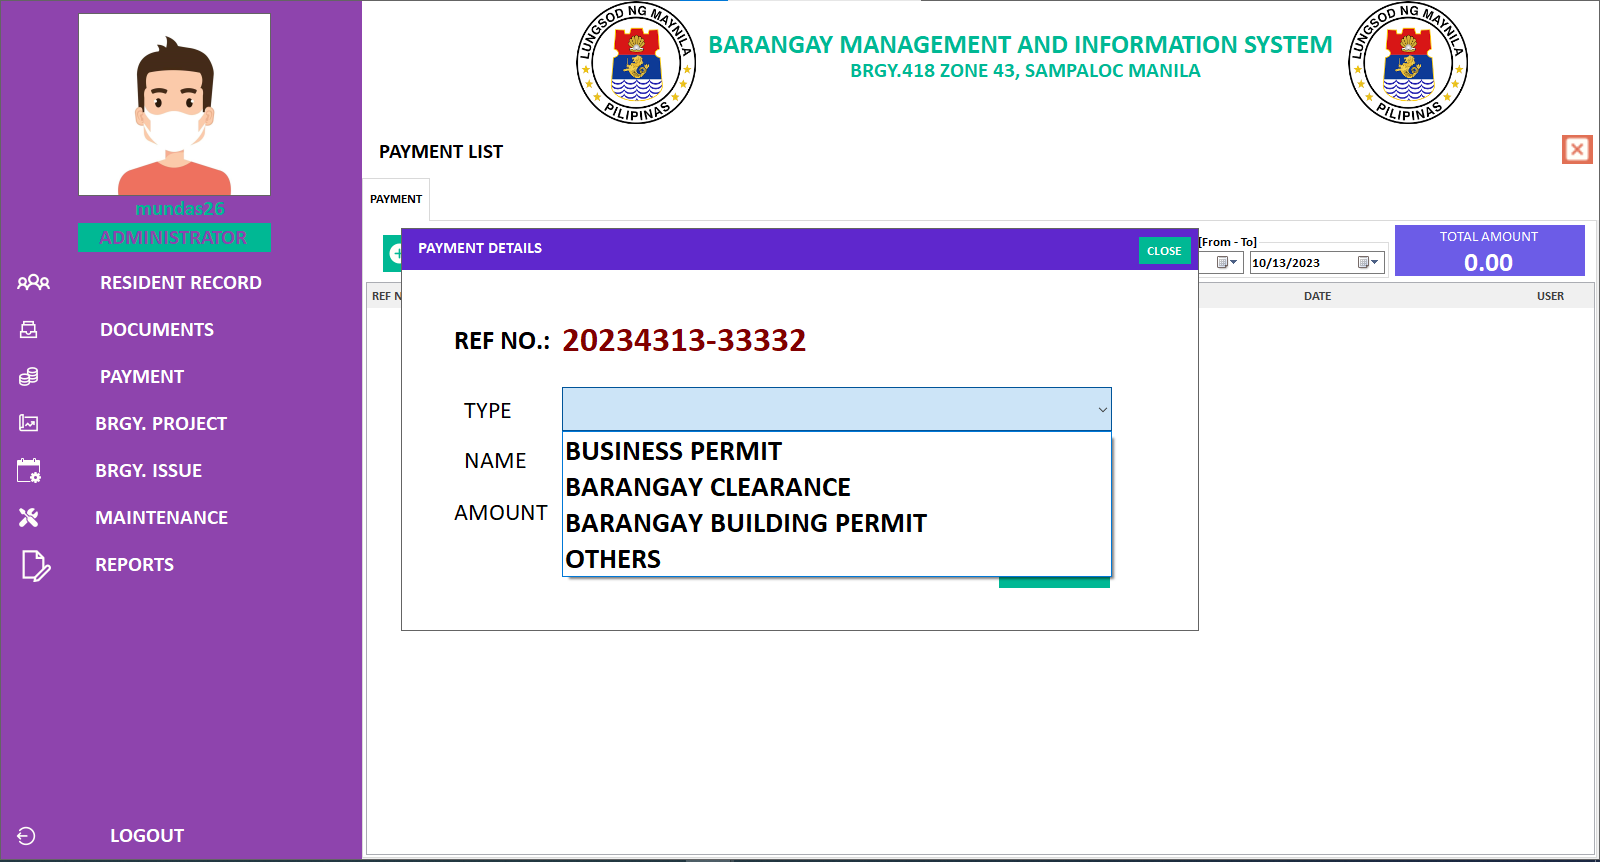 LUNGSOD NG MAYNILA
PILIPINAS
BARANGAY MANAGEMENT AND INFORMATION SYSTEM
BRGY.418 ZONE 43, SAMPALOC MANILA
LUNGSOD NG MAYNILA
PILIPINAS
mundas26
ADMINISTRATOR
RESIDENT RECORD
DOCUMENTS
PAYMENT
BRGY. PROJECT
BRGY. ISSUE
MAINTENANCE
REPORTS
LOGOUT
PAYMENT LIST
PAYMENT
[From - To]
10/13/2023
TOTAL AMOUNT
0.00
REF N
DATE
USER
PAYMENT DETAILS
CLOSE
REF NO.: 20234313-33332
TYPE
NAME
AMOUNT
BUSINESS PERMIT
BARANGAY CLEARANCE
BARANGAY BUILDING PERMIT
OTHERS